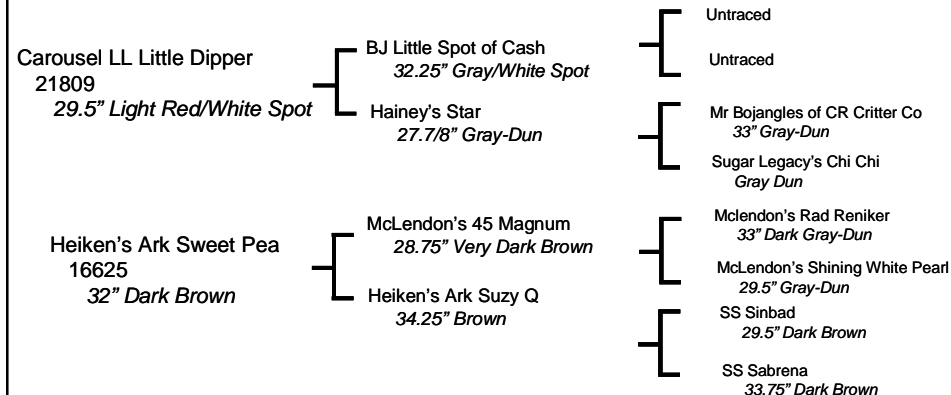 Carousel LL Little Dipper
21809
29.5" Light Red/White Spot
BJ Little Spot of Cash
32.25" Gray/White Spot
Hainey's Star
27.7/8" Gray-Dun
Untraced
Untraced
Mr Bojangles of CR Critter Co
33" Gray-Dun
Sugar Legacy's Chi Chi
Gray Dun
Heiken's Ark Sweet Pea
16625
32" Dark Brown
McLendon's 45 Magnum
28.75" Very Dark Brown
Heiken's Ark Suzy Q
34.25" Brown
Mclendon's Rad Reniker
33" Dark Gray-Dun
McLendon's Shining White Pearl
29.5" Gray-Dun
SS Sinbad
29.5" Dark Brown
SS Sabrena
33.75" Dark Brown